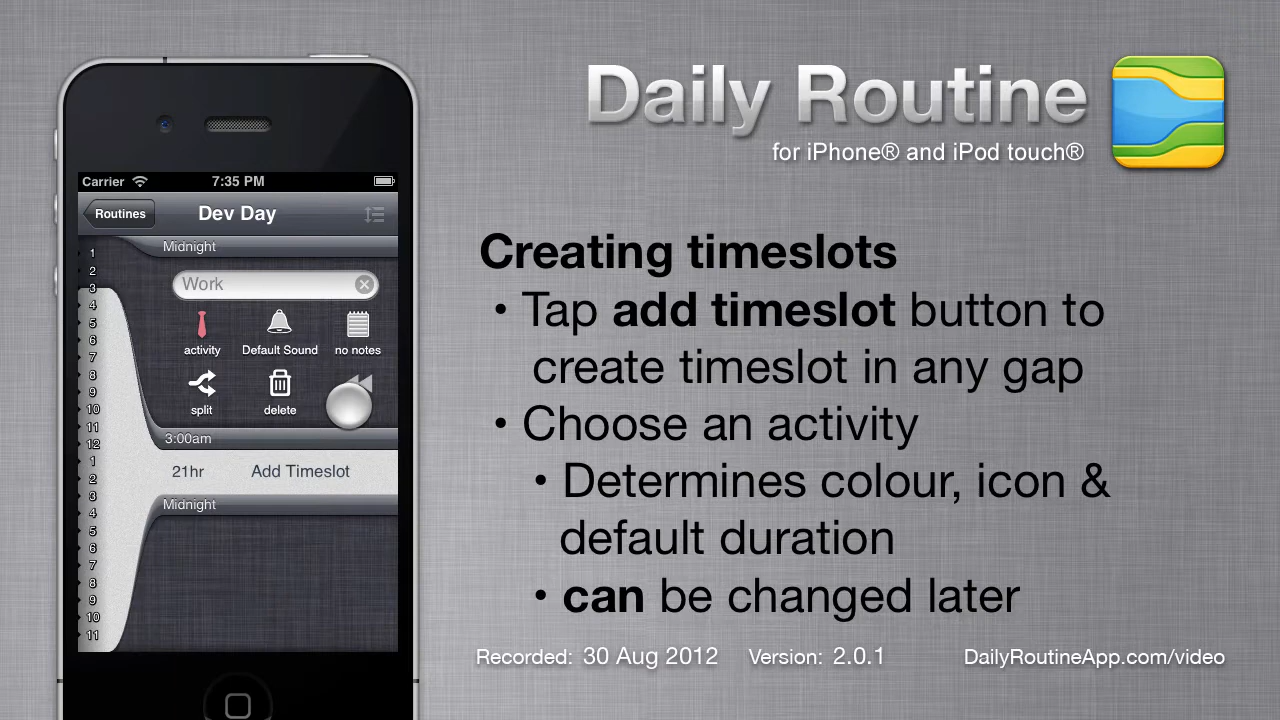 Daily Routine
for iPhone® and iPod touch®
Carrier 7:35 PM
Routines Dev Day
Midnight
Work
activity Default Sound no notes
split delete
3:00am
21hr Add Timeslot
Midnight
1
2
3
4
5
6
7
8
9
10
11
12
1
2
3
4
5
6
7
8
9
10
11
Creating timeslots
• Tap add timeslot button to
create timeslot in any gap
• Choose an activity
• Determines colour, icon &
default duration
• can be changed later
Recorded: 30 Aug 2012 Version: 2.0.1 DailyRoutineApp.com/video